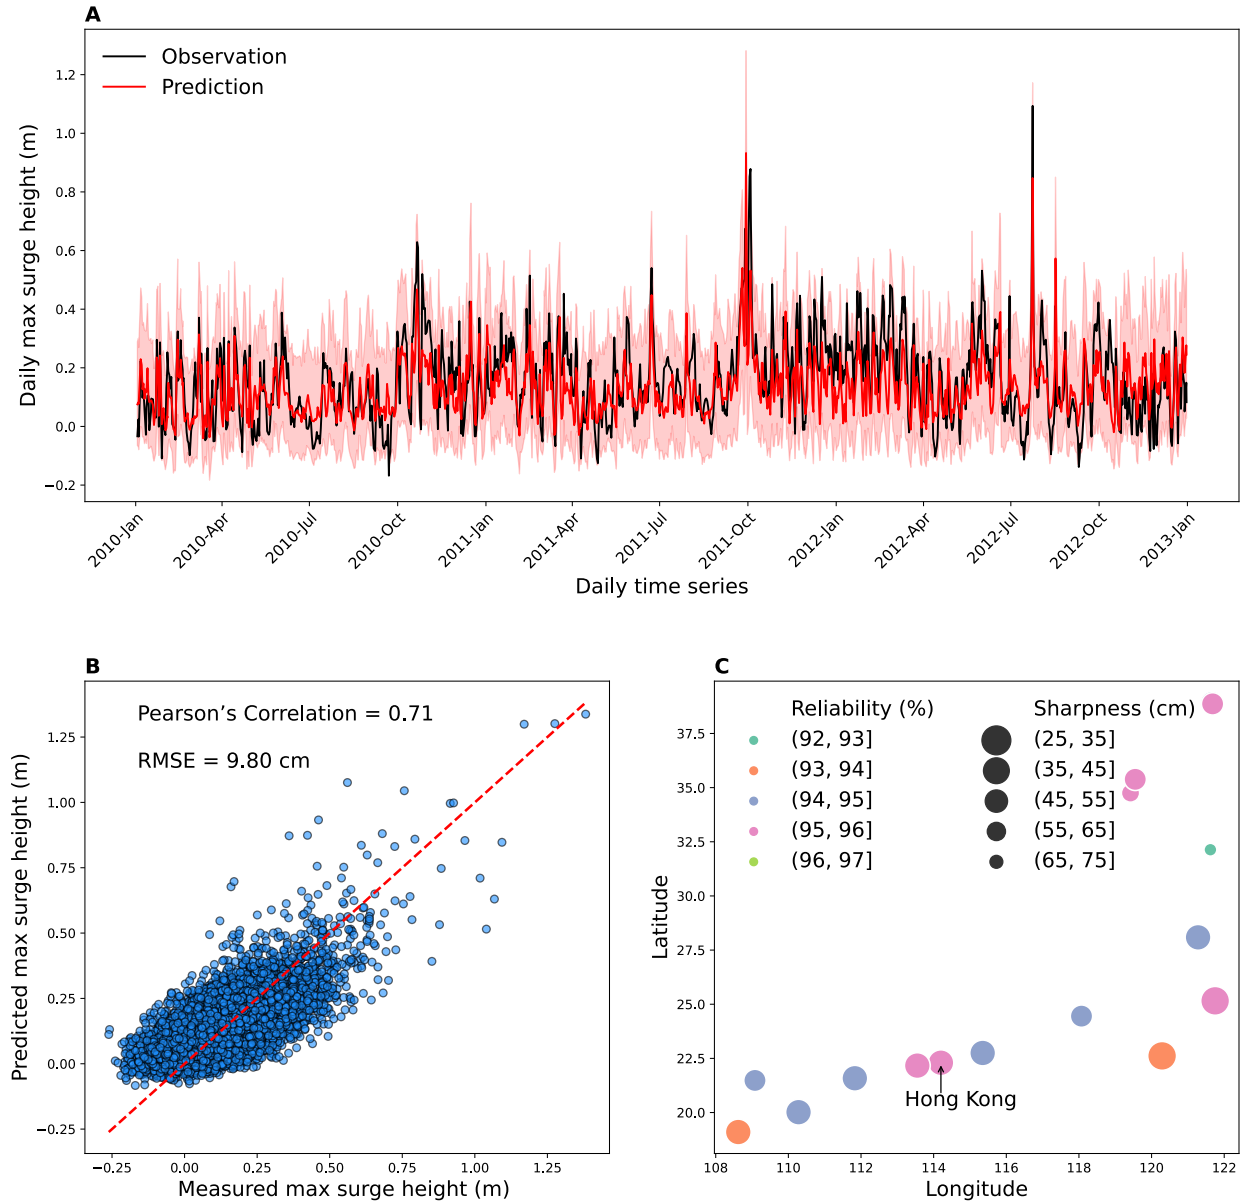 A
Observation
Prediction
Daily max surge height (m)
1.2
1.0
0.8
0.6
0.4
0.2
0.0
−0.2
2010-Jan
2010-Apr
2010-Jul
2010-Oct
2011-Jan
2011-Apr
2011-Jul
2011-Oct
2012-Jan
2012-Apr
2012-Jul
2012-Oct
2013-Jan
Daily time series
B
Pearson’s Correlation = 0.71
RMSE = 9.80 cm
Predicted max surge height (m)
1.25
1.00
0.75
0.50
0.25
0.00
−0.25
−0.25 0.00 0.25 0.50 0.75 1.00 1.25
Measured max surge height (m)
C
Reliability (%)
(92, 93]
(93, 94]
(94, 95]
(95, 96]
(96, 97]
Sharpness (cm)
(25, 35]
(35, 45]
(45, 55]
(55, 65]
(65, 75]
Latitude
37.5
35.0
32.5
30.0
27.5
25.0
22.5
20.0
Hong Kong
108 110 112 114 116 118 120 122
Longitude